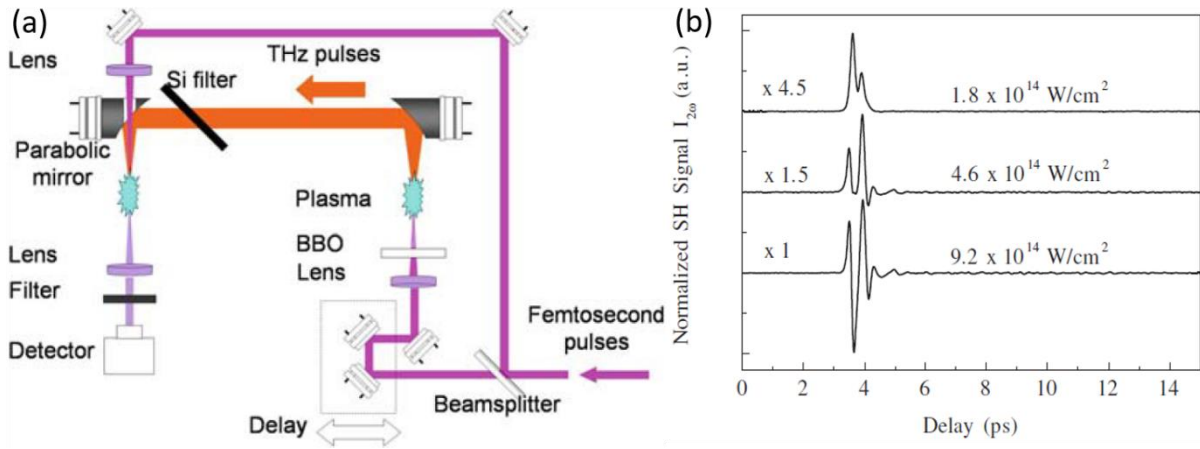 (a)
Lens
Si filter
THz pulses
Parabolic
mirror
Plasma
BBO
Lens
Lens
Filter
Detector
Femtosecond
pulses
Beamsplitter
Delay
(b)
Normalized SH Signal I2ω (a.u.)
x 4.5
1.8 x 10^14 W/cm^2
x 1.5
4.6 x 10^14 W/cm^2
x 1
9.2 x 10^14 W/cm^2
0 2 4 6 8 10 12 14
Delay (ps)